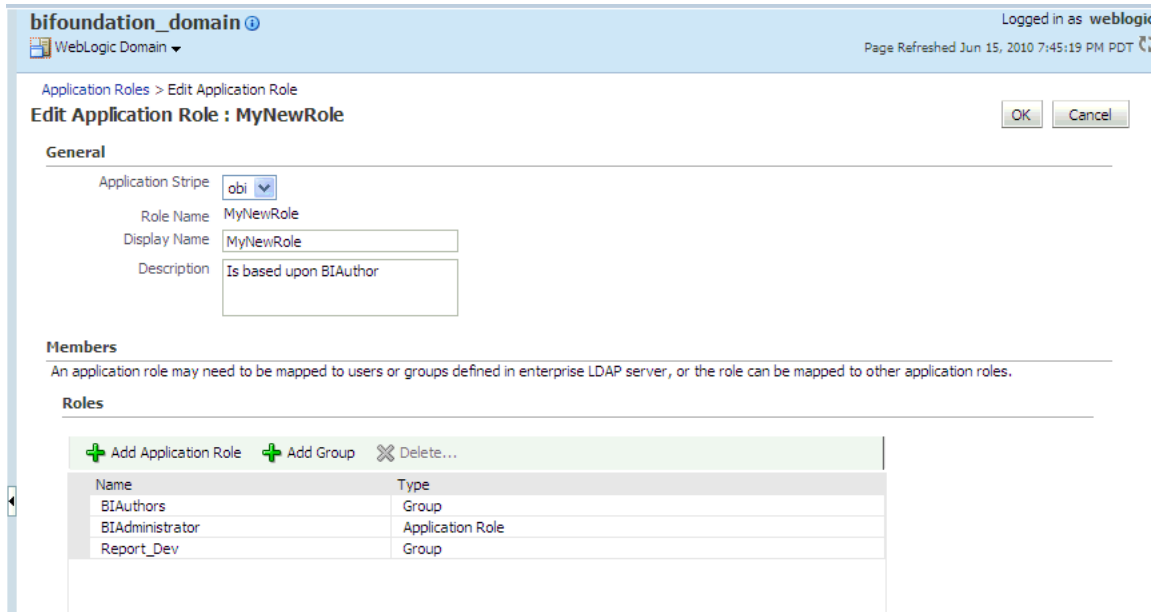 bifoundation_domain
Logged in as weblogic
WebLogic Domain
Page Refreshed Jun 15, 2010 7:45:19 PM PDT
Application Roles > Edit Application Role
Edit Application Role : MyNewRole
OK Cancel
General
Application Stripe obi
Role Name MyNewRole
Display Name MyNewRole
Description Is based upon BIAuthor
Members
An application role may need to be mapped to users or groups defined in enterprise LDAP server, or the role can be mapped to other application roles.
Roles
Add Application Role Add Group Delete...
Name Type
BIAuthors Group
BIAdministrator Application Role
Report_Dev Group